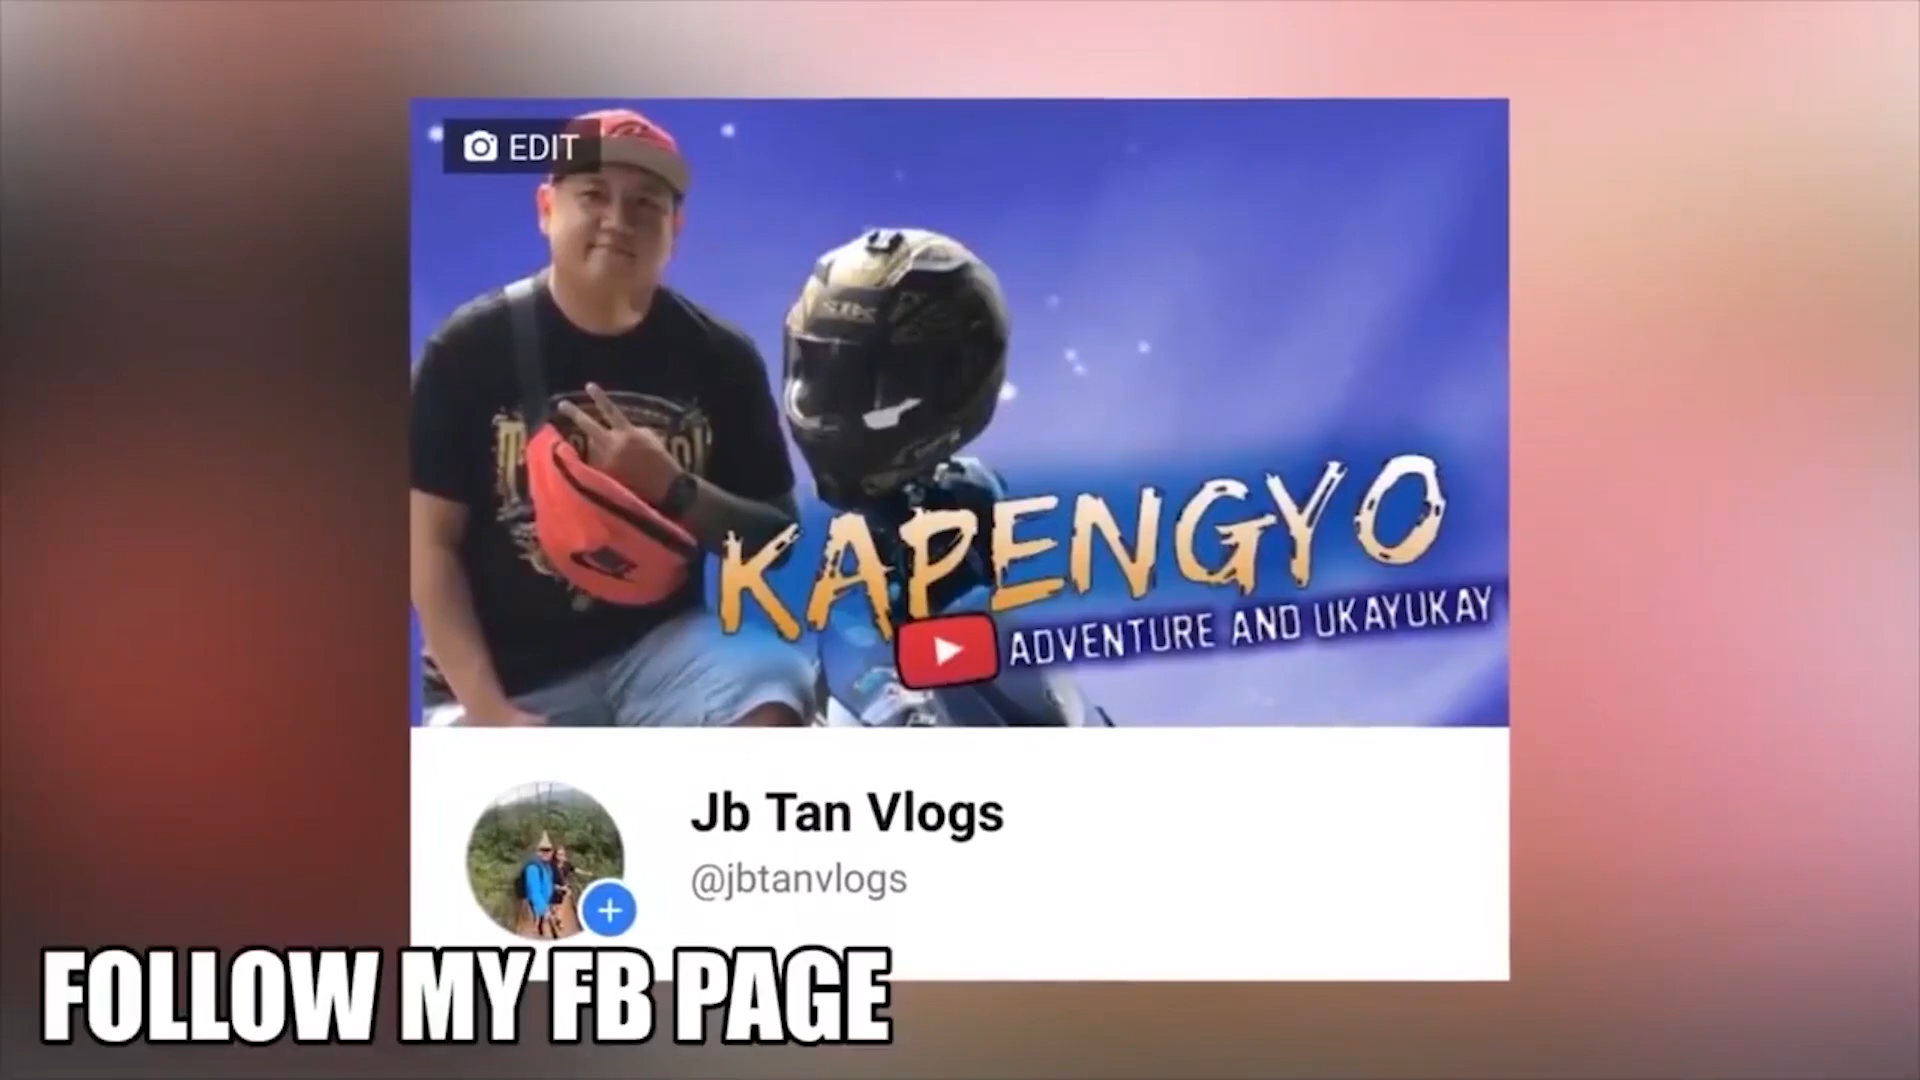 EDIT
KAPENGYO
ADVENTURE AND UKAYUKAY
Jb Tan Vlogs
@jbtanvlogs
FOLLOW MY FB PAGE